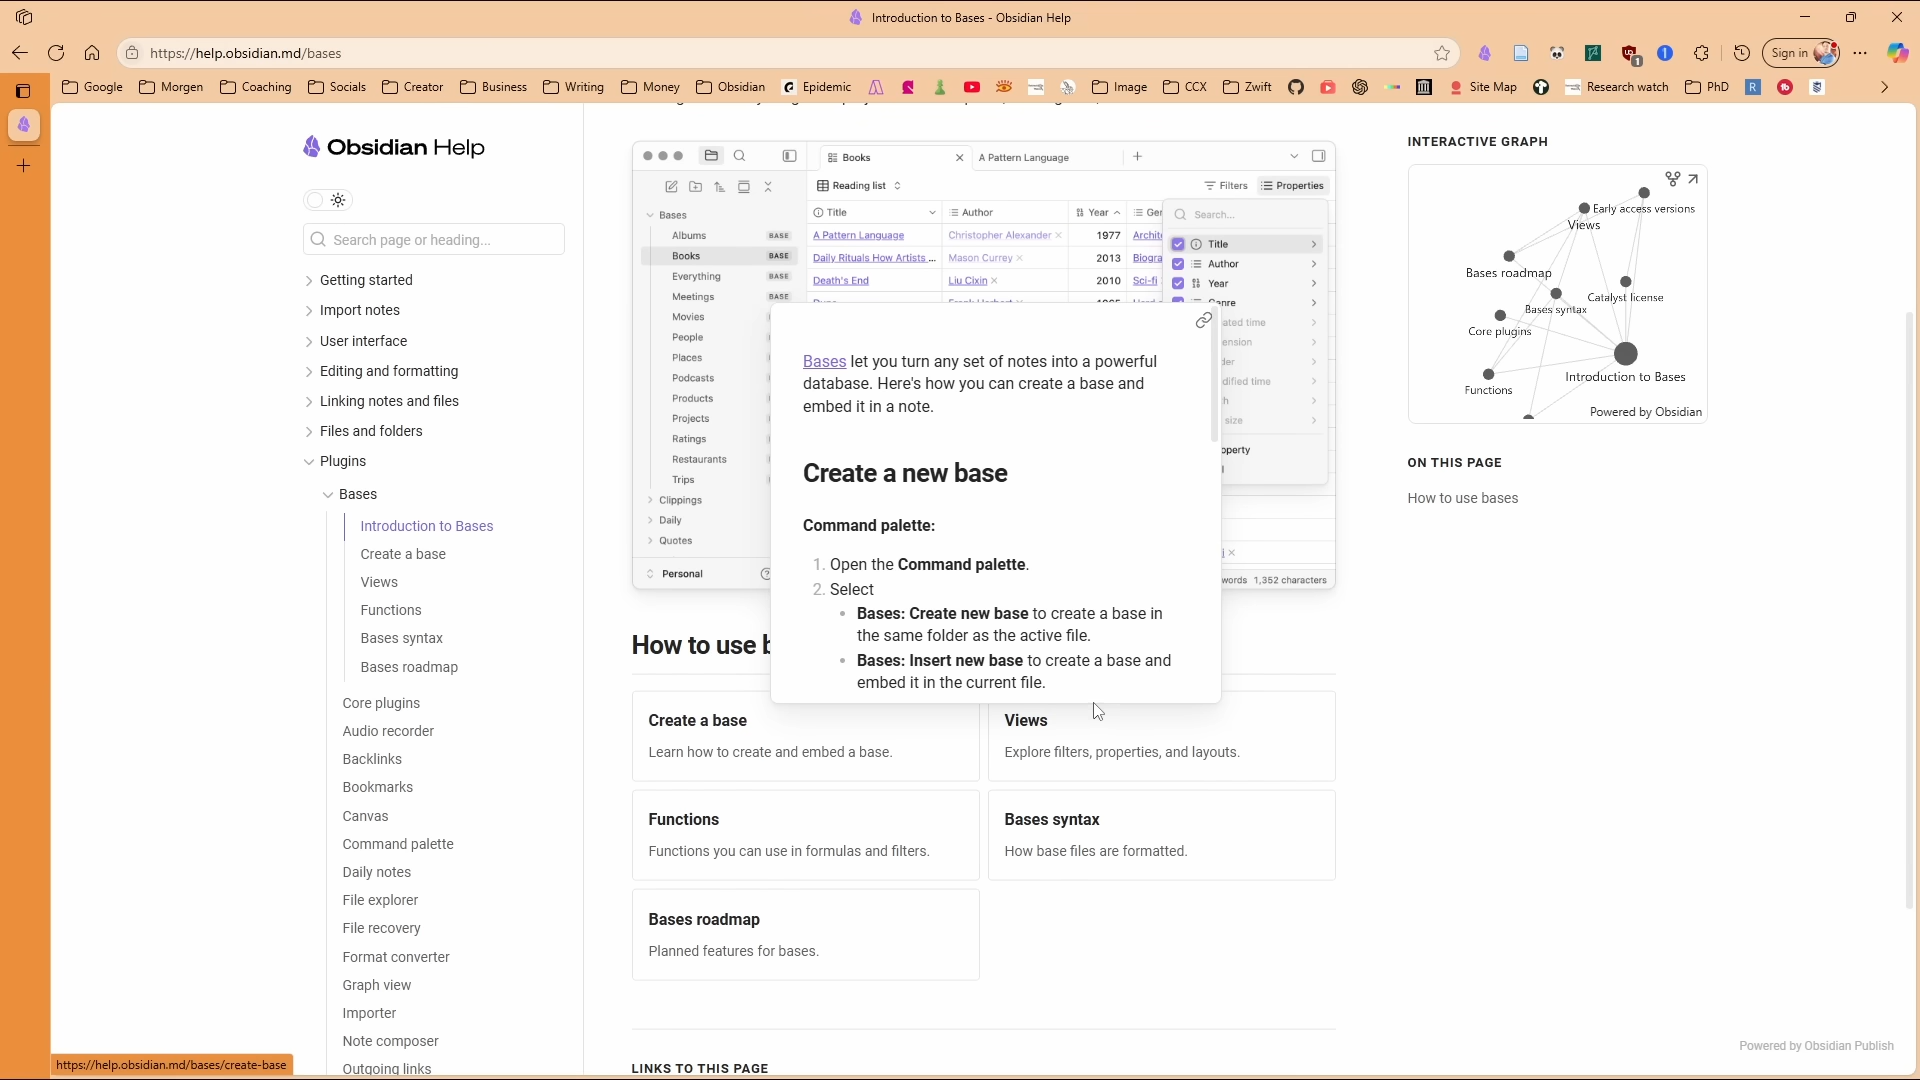 Introduction to Bases - Obsidian Help
https://help.obsidian.md/bases
Sign in
Google
Morgen
Coaching
Socials
Creator
Business
Writing
Money
Obsidian
Epidemic
Image
CCX
Zwift
Site Map
Research watch
PhD
Obsidian Help
Search page or heading...
Getting started
Import notes
User interface
Editing and formatting
Linking notes and files
Files and folders
Plugins
Bases
Introduction to Bases
Create a base
Views
Functions
Bases syntax
Bases roadmap
Core plugins
Audio recorder
Backlinks
Bookmarks
Canvas
Command palette
Daily notes
File explorer
File recovery
Format converter
Graph view
Importer
Note composer
Outgoing links
https://help.obsidian.md/bases/create-base
Books
A Pattern Language
Reading list
Filters
Properties
Bases
Albums BASE
Books BASE
Everything BASE
Meetings BASE
Movies
People
Places
Podcasts
Products
Projects
Ratings
Restaurants
Trips
Clippings
Daily
Quotes
Personal
Title Author Year
A Pattern Language Christopher Alexander 1977
Daily Rituals How Artists ... Mason Currey 2013
Death's End Liu Cixin 2010 Sci-fi
Search...
Title
Author
Year
words 1,352 characters
Bases let you turn any set of notes into a powerful
database. Here's how you can create a base and
embed it in a note.
Create a new base
Command palette:
1. Open the Command palette.
2. Select
• Bases: Create new base to create a base in
the same folder as the active file.
• Bases: Insert new base to create a base and
embed it in the current file.
How to use b
Create a base
Learn how to create and embed a base.
Views
Explore filters, properties, and layouts.
Functions
Functions you can use in formulas and filters.
Bases syntax
How base files are formatted.
Bases roadmap
Planned features for bases.
LINKS TO THIS PAGE
INTERACTIVE GRAPH
Early access versions
Views
Bases roadmap
Catalyst license
Bases syntax
Core plugins
Introduction to Bases
Functions
Powered by Obsidian
ON THIS PAGE
How to use bases
Powered by Obsidian Publish